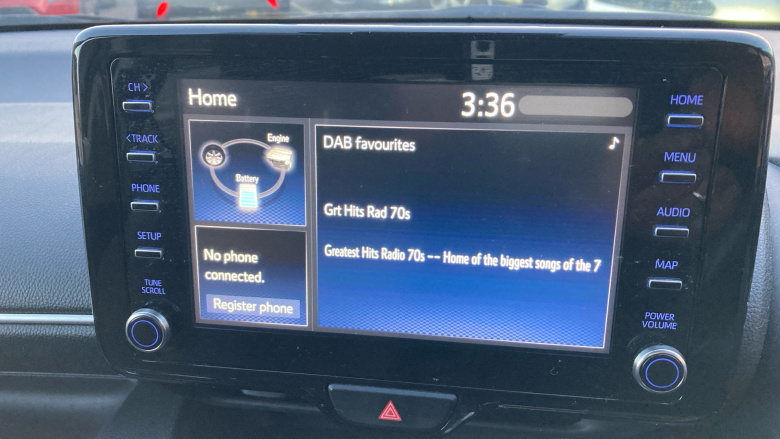 CH >
< TRACK
PHONE
SETUP
TUNE
SCROLL
Home
3:36
Engine
Battery
No phone
connected.
Register phone
DAB favourites
Grt Hits Rad 70s
Greatest Hits Radio 70s -- Home of the biggest songs of the 7
HOME
MENU
AUDIO
MAP
POWER
VOLUME